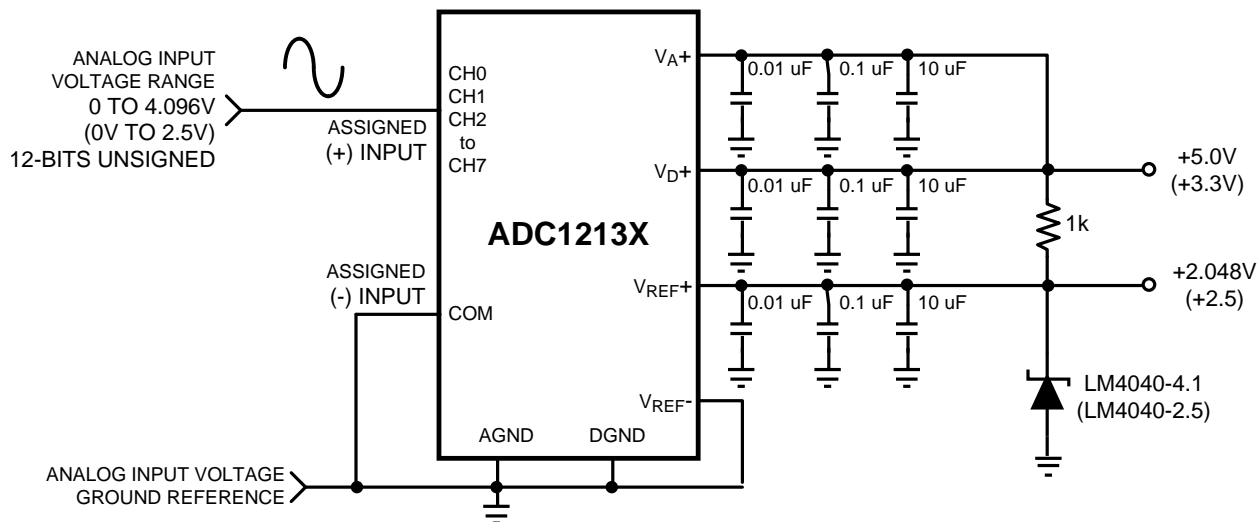 ANALOG INPUT
VOLTAGE RANGE
0 TO 4.096V
(0V TO 2.5V)
12-BITS UNSIGNED
ASSIGNED
(+) INPUT
CH0
CH1
CH2
to
CH7
ADC1213X
ASSIGNED
(-) INPUT
COM
AGND
DGND
ANALOG INPUT VOLTAGE
GROUND REFERENCE
VA+
0.01 uF
0.1 uF
10 uF
VD+
0.01 uF
0.1 uF
10 uF
+5.0V
(+3.3V)
1k
VREF+
0.01 uF
0.1 uF
10 uF
+2.048V
(+2.5)
LM4040-4.1
(LM4040-2.5)
VREF-